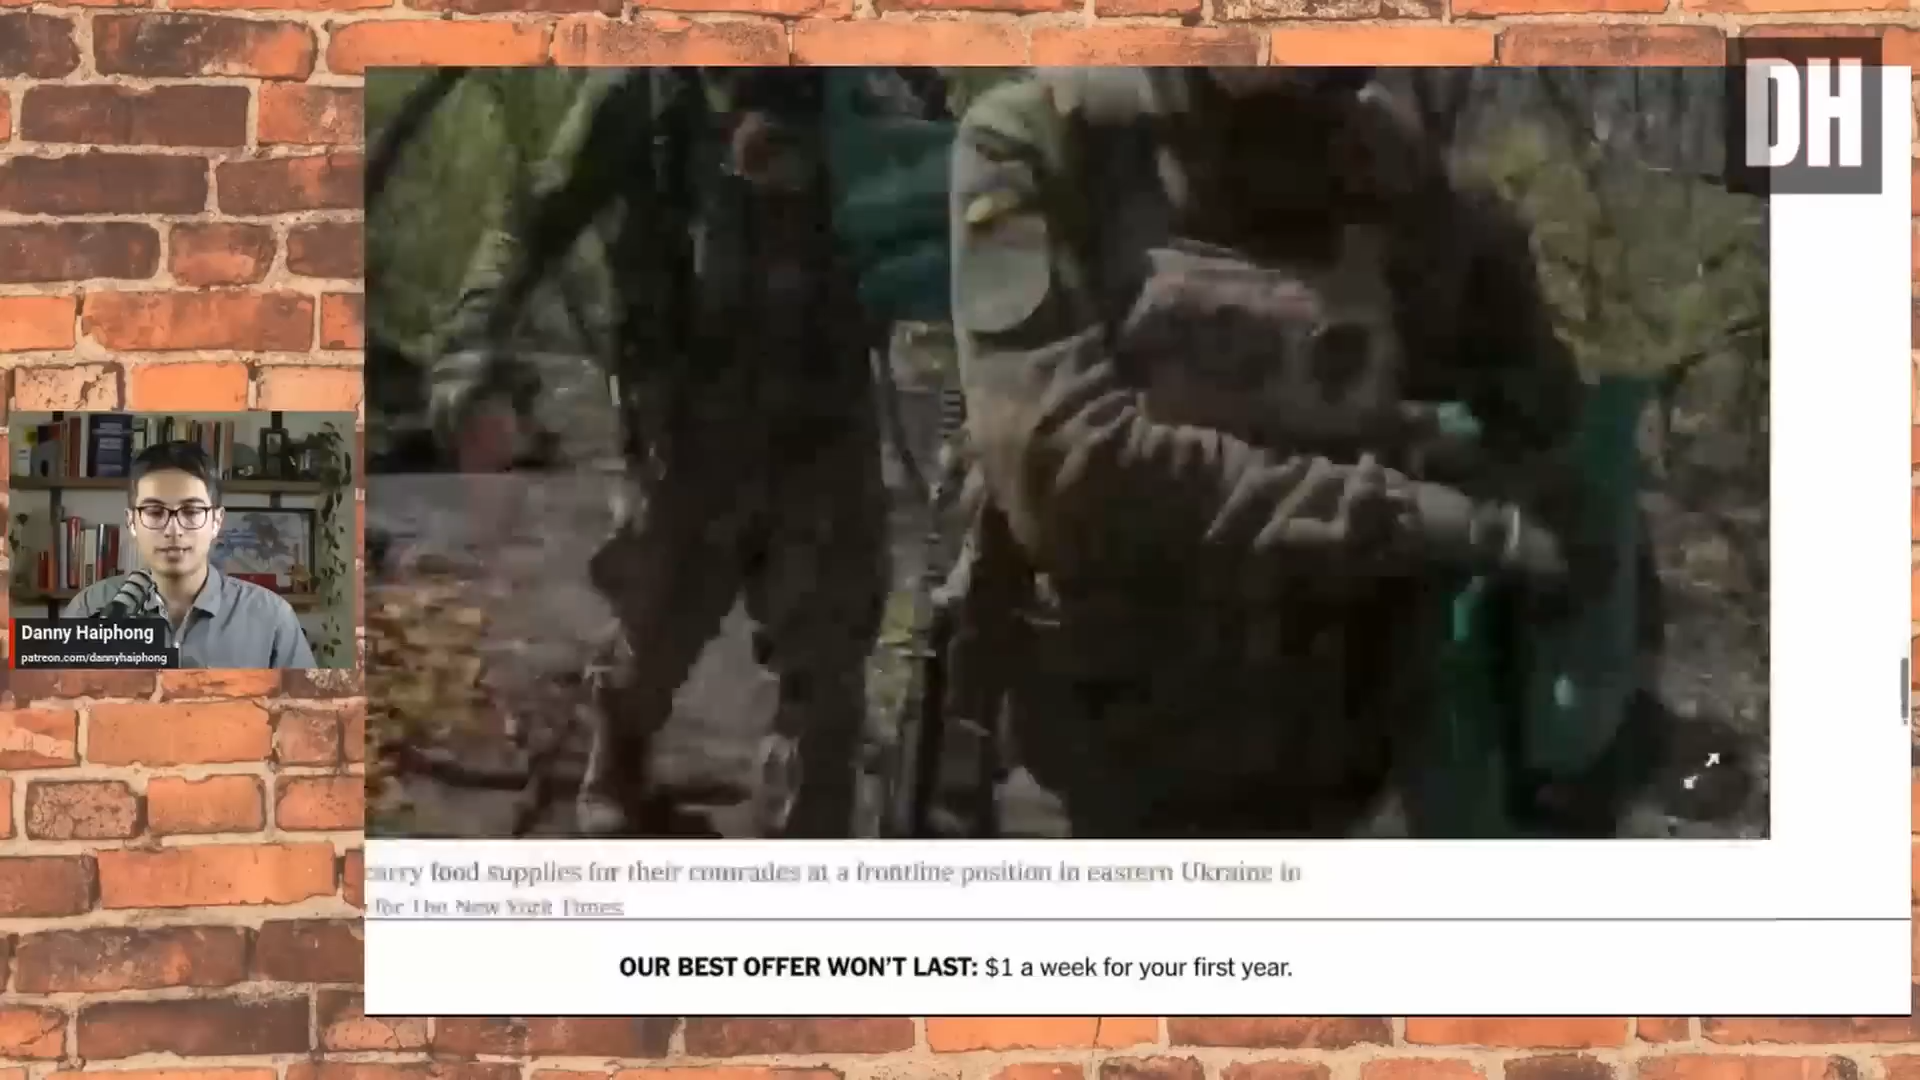 DH
Danny Haiphong
patreon.com/dannyhaiphong
carry food supplies for their comrades at a frontline position in eastern Ukraine in
for The New York Times
OUR BEST OFFER WON'T LAST: $1 a week for your first year.